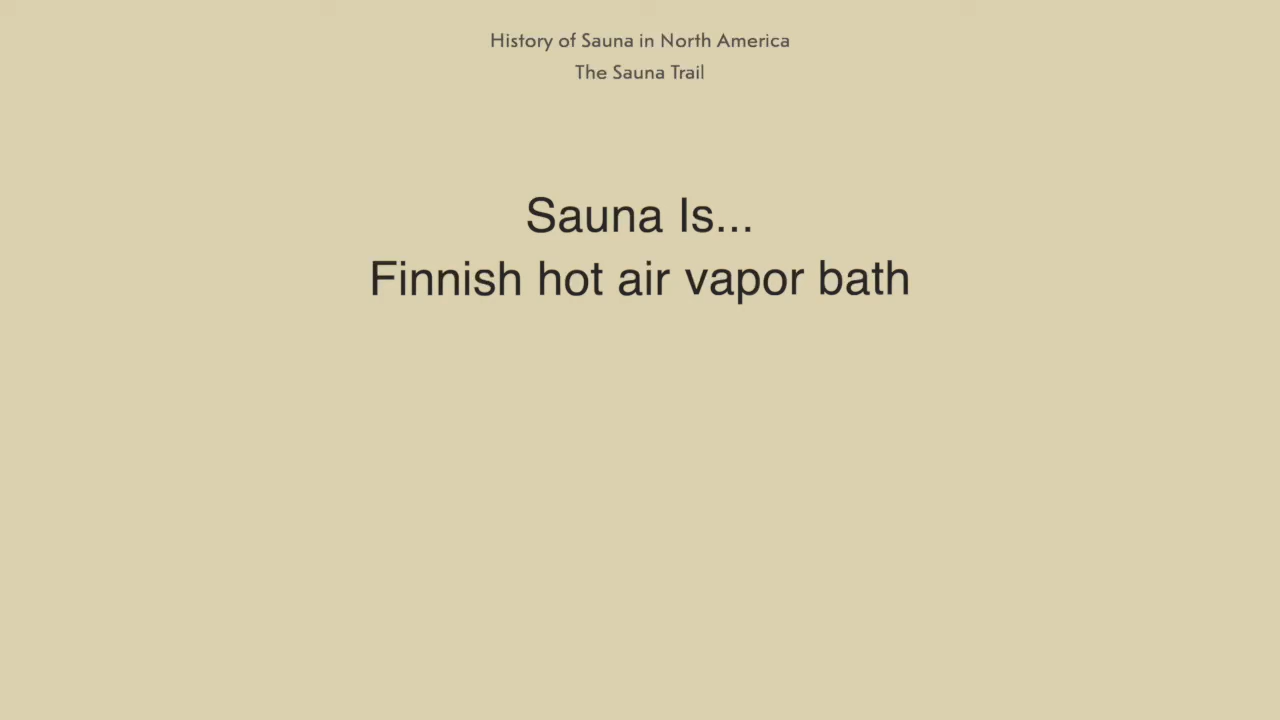 History of Sauna in North America
The Sauna Trail
Sauna Is...
Finnish hot air vapor bath